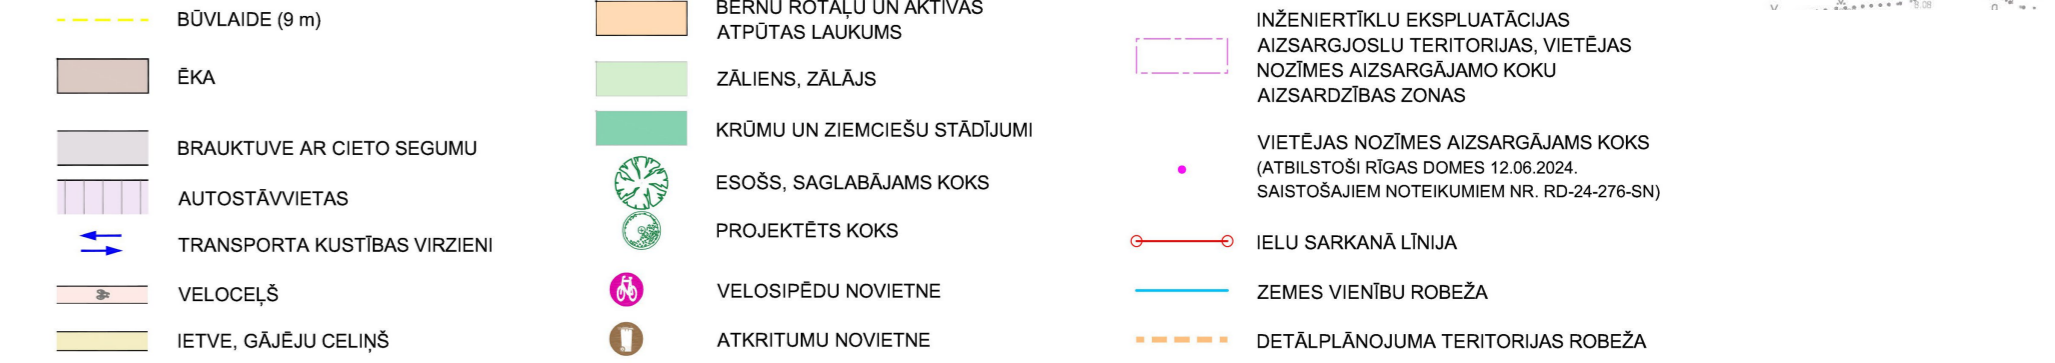 BŪVLAIDE (9 m)
ĒKA
BRAUKTUVE AR CIETO SEGUMU
AUTOSTĀVVIETAS
TRANSPORTA KUSTĪBAS VIRZIENI
VELOCEĻŠ
IETVE, GĀJĒJU CELIŅŠ
BĒRNU ROTAĻU UN AKTĪVĀS
ATPŪTAS LAUKUMS
ZĀLIENS, ZĀLĀJS
KRŪMU UN ZIEMCIEŠU STĀDĪJUMI
ESOŠS, SAGLABĀJAMS KOKS
PROJEKTĒTS KOKS
VELOSIPĒDU NOVIETNE
ATKRITUMU NOVIETNE
INŽENIERTĪKLU EKSPLUATĀCIJAS
AIZSARGJOSLU TERITORIJAS, VIETĒJAS
NOZĪMES AIZSARGĀJAMO KOKU
AIZSARDZĪBAS ZONAS
VIETĒJAS NOZĪMES AIZSARGĀJAMS KOKS
(ATBILSTOŠI RĪGAS DOMES 12.06.2024.
SAISTOŠAJIEM NOTEIKUMIEM NR. RD-24-276-SN)
IELU SARKANĀ LĪNIJA
ZEMES VIENĪBU ROBEŽA
DETĀLPLĀNOJUMA TERITORIJAS ROBEŽA